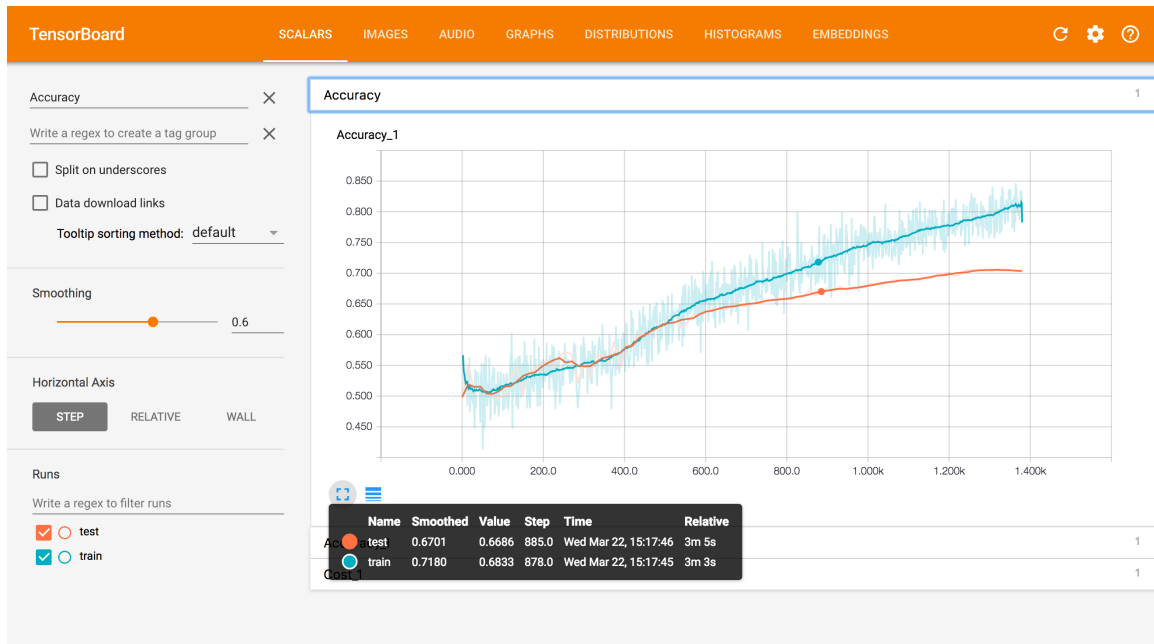 TensorBoard SCALARS IMAGES AUDIO GRAPHS DISTRIBUTIONS HISTOGRAMS EMBEDDINGS
Accuracy
Write a regex to create a tag group
Split on underscores
Data download links
Tooltip sorting method: default
Smoothing
0.6
Horizontal Axis
STEP RELATIVE WALL
Runs
Write a regex to filter runs
test
train
Accuracy 1
Accuracy_1
0.850
0.800
0.750
0.700
0.650
0.600
0.550
0.500
0.450
0.000 200.0 400.0 600.0 800.0 1.000k 1.200k 1.400k
Name Smoothed Value Step Time Relative
test 0.6701 0.6686 885.0 Wed Mar 22, 15:17:46 3m 5s
train 0.7180 0.6833 878.0 Wed Mar 22, 15:17:45 3m 3s
1
Cost_1 1